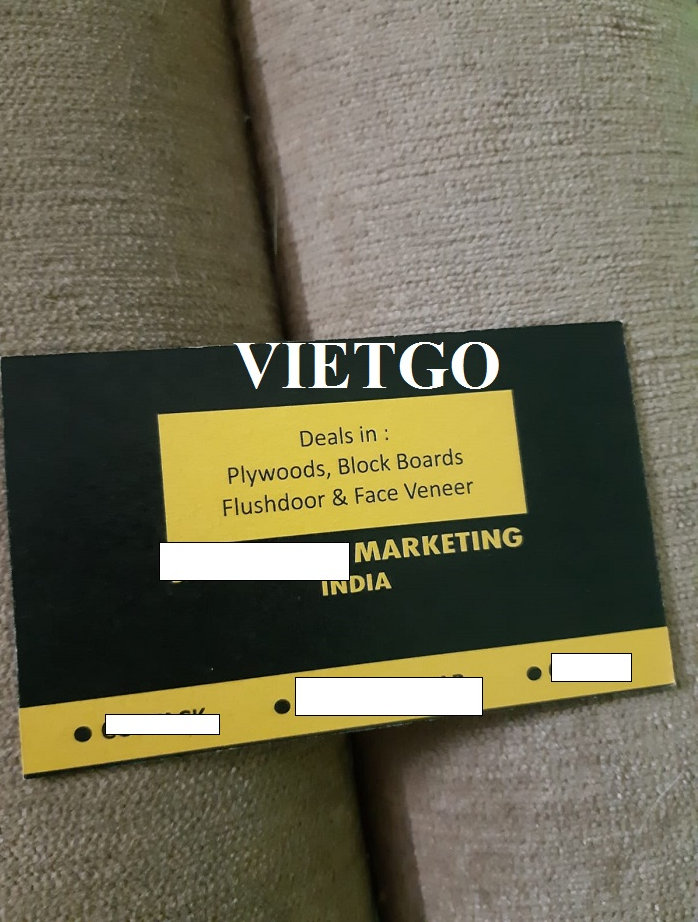 VIETGO
Deals in :
Plywoods, Block Boards
Flushdoor & Face Veneer
MARKETING
INDIA